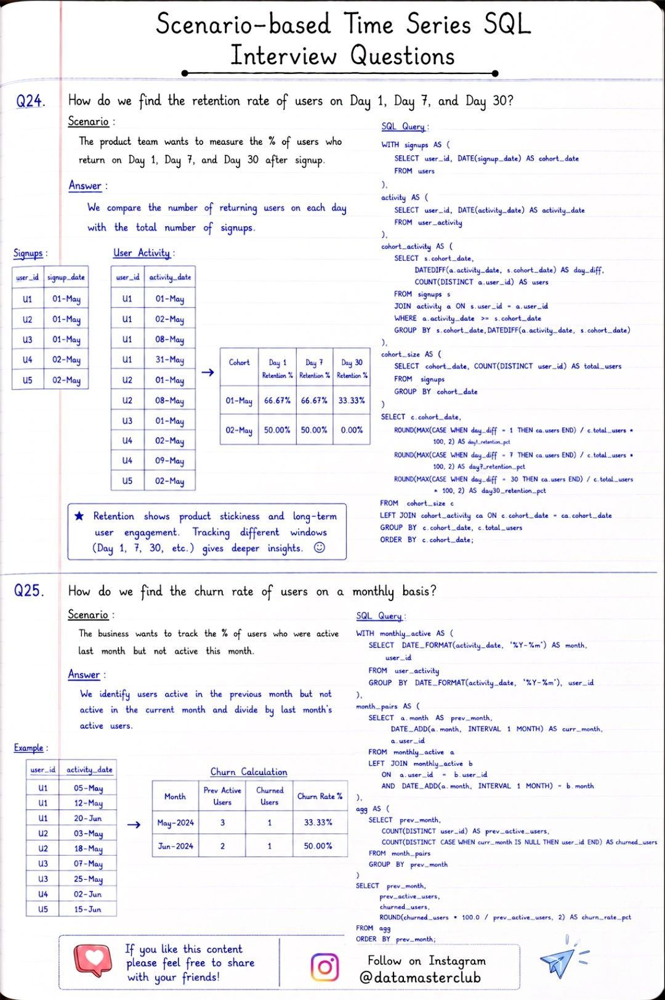 Scenario-based Time Series SQL
Interview Questions
Q24. How do we find the retention rate of users on Day 1, Day 7, and Day 30?
Scenario :
The product team wants to measure the % of users who
return on Day 1, Day 7, and Day 30 after signup.
Answer :
We compare the number of returning users on each day
with the total number of signups.
Signups :
user_id signup_date
U1 01-May
U2 01-May
U3 01-May
U4 02-May
U5 02-May
User Activity :
user_id activity_date
U1 01-May
U1 02-May
U1 08-May
U1 31-May
U2 01-May
U2 08-May
U3 01-May
U4 02-May
U4 09-May
U5 02-May
→
Cohort Day 1 Day 7 Day 30
Retention % Retention % Retention %
01-May 66.67% 66.67% 33.33%
02-May 50.00% 50.00% 0.00%
★ Retention shows product stickiness and long-term
user engagement. Tracking different windows
(Day 1, 7, 30, etc.) gives deeper insights. ☺
SQL Query :
WITH signups AS (
SELECT user_id, DATE(signup_date) AS cohort_date
FROM users
),
activity AS (
SELECT user_id, DATE(activity_date) AS activity_date
FROM user_activity
),
cohort_activity AS (
SELECT s.cohort_date,
DATEDIFF(a.activity_date, s.cohort_date) AS day_diff,
COUNT(DISTINCT a.user_id) AS users
FROM signups s
JOIN activity a ON s.user_id = a.user_id
WHERE a.activity_date >= s.cohort_date
GROUP BY s.cohort_date, DATEDIFF(a.activity_date, s.cohort_date)
),
cohort_size AS (
SELECT cohort_date, COUNT(DISTINCT user_id) AS total_users
FROM signups
GROUP BY cohort_date
)
SELECT c.cohort_date,
ROUND(MAX(CASE WHEN day_diff = 1 THEN ca.users END) / c.total_users *
100, 2) AS day1_retention_pct
ROUND(MAX(CASE WHEN day_diff = 7 THEN ca.users END) / c.total_users *
100, 2) AS day7_retention_pct
ROUND(MAX(CASE WHEN day_diff = 30 THEN ca.users END) / c.total_users
* 100, 2) AS day30_retention_pct
FROM cohort_size c
LEFT JOIN cohort_activity ca ON c.cohort_date = ca.cohort_date
GROUP BY c.cohort_date, c.total_users
ORDER BY c.cohort_date;
Q25. How do we find the churn rate of users on a monthly basis?
Scenario :
The business wants to track the % of users who were active
last month but not active this month.
Answer :
We identify users active in the previous month but not
active in the current month and divide by last month's
active users.
Example :
user_id activity_date
U1 05-May
U1 12-May
U1 20-Jun
U2 03-May
U2 18-May
U3 07-May
U3 25-May
U4 02-Jun
U5 15-Jun
→
Churn Calculation
Month Prev Active Users Churned Users Churn Rate %
May-2024 3 1 33.33%
Jun-2024 2 1 50.00%
SQL Query :
WITH monthly_active AS (
SELECT DATE_FORMAT(activity_date, '%Y-%m') AS month,
user_id
FROM user_activity
GROUP BY DATE_FORMAT(activity_date, '%Y-%m'), user_id
),
month_pairs AS (
SELECT a.month AS prev_month,
DATE_ADD(a.month, INTERVAL 1 MONTH) AS curr_month,
a.user_id
FROM monthly_active a
LEFT JOIN monthly_active b
ON a.user_id = b.user_id
AND DATE_ADD(a.month, INTERVAL 1 MONTH) = b.month
),
agg AS (
SELECT prev_month,
COUNT(DISTINCT user_id) AS prev_active_users,
COUNT(DISTINCT CASE WHEN curr_month IS NULL THEN user_id END) AS churned_users
FROM month_pairs
GROUP BY prev_month
)
SELECT prev_month,
prev_active_users,
churned_users,
ROUND(churned_users * 100.0 / prev_active_users, 2) AS churn_rate_pct
FROM agg
ORDER BY prev_month;
If you like this content
please feel free to share
with your friends!
Follow on Instagram
@datamasterclub